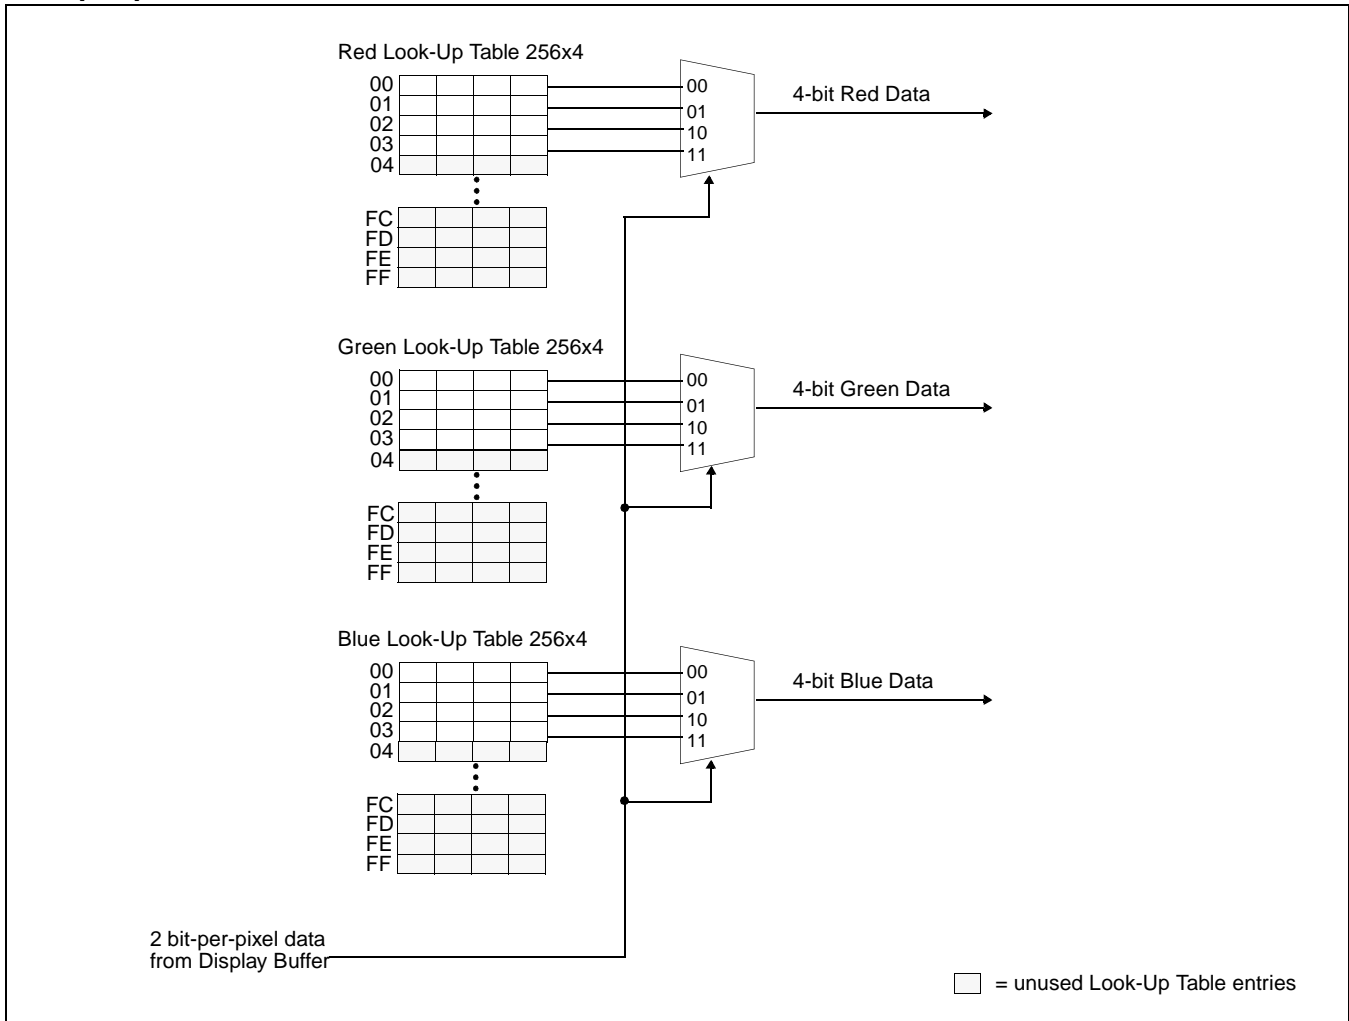 Red Look-Up Table 256x4
00
01
02
03
04
FC
FD
FE
FF
00
01
10
11
4-bit Red Data
Green Look-Up Table 256x4
00
01
02
03
04
FC
FD
FE
FF
00
01
10
11
4-bit Green Data
Blue Look-Up Table 256x4
00
01
02
03
04
FC
FD
FE
FF
00
01
10
11
4-bit Blue Data
2 bit-per-pixel data
from Display Buffer
= unused Look-Up Table entries